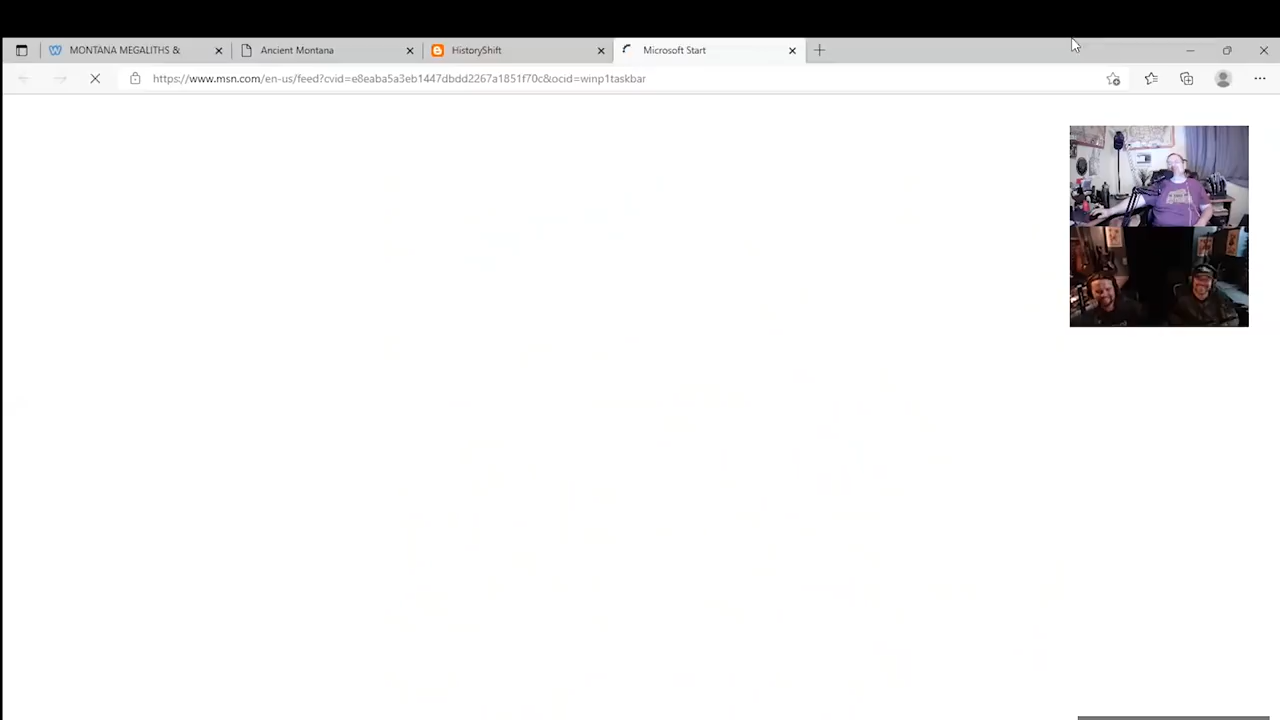 MONTANA MEGALITHS &
Ancient Montana
HistoryShift
Microsoft Start
https://www.msn.com/en-us/feed?cvid=e8eaba5a3eb1447dbdd2267a1851f70c&ocid=winp1taskbar